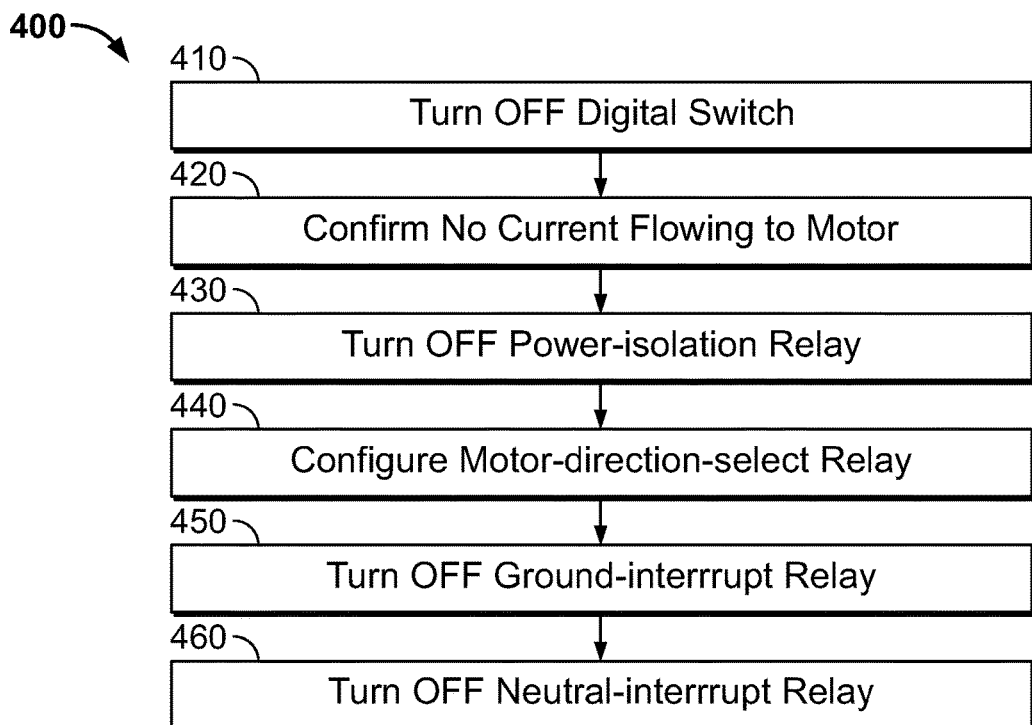 400
410
Turn OFF Digital Switch
420
Confirm No Current Flowing to Motor
430
Turn OFF Power-isolation Relay
440
Configure Motor-direction-select Relay
450
Turn OFF Ground-interrrupt Relay
460
Turn OFF Neutral-interrrupt Relay